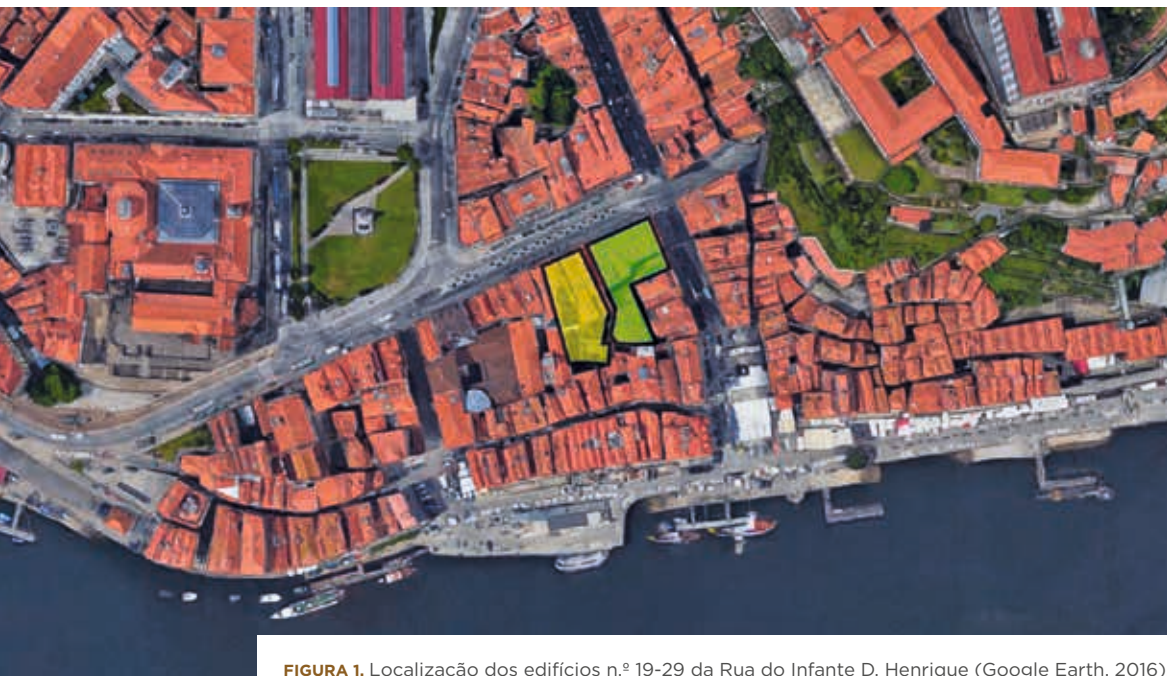 FIGURA 1. Localização dos edifícios n.º 19-29 da Rua do Infante D. Henrique (Google Earth, 2016)